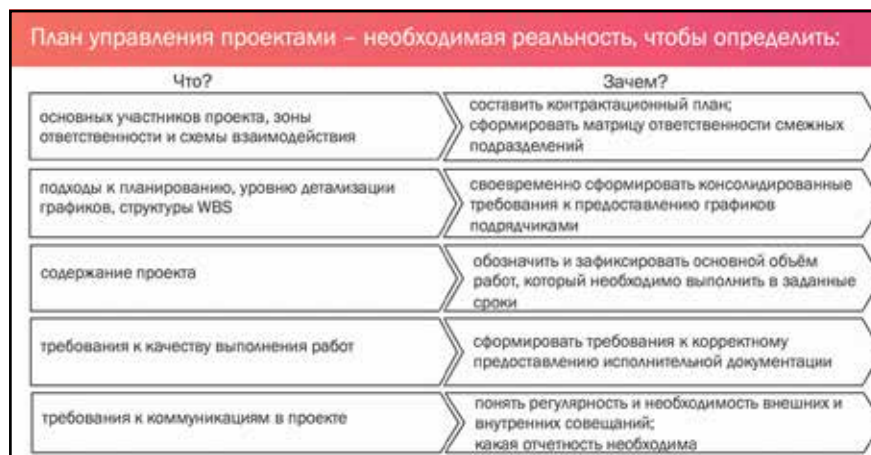 План управления проектами – необходимая реальность, чтобы определить:
Что?
Зачем?
основных участников проекта, зоны
ответственности и схемы взаимодействия
составить контрактационный план;
сформировать матрицу ответственности смежных
подразделений
подходы к планированию, уровню детализации
графиков, структуры WBS
своевременно сформировать консолидированные
требования к предоставлению графиков
подрядчиками
содержание проекта
обозначить и зафиксировать основной объём
работ, который необходимо выполнить в заданные
сроки
требования к качеству выполнения работ
сформировать требования к корректному
предоставлению исполнительной документации
требования к коммуникациям в проекте
понять регулярность и необходимость внешних и
внутренних совещаний;
какая отчетность необходима